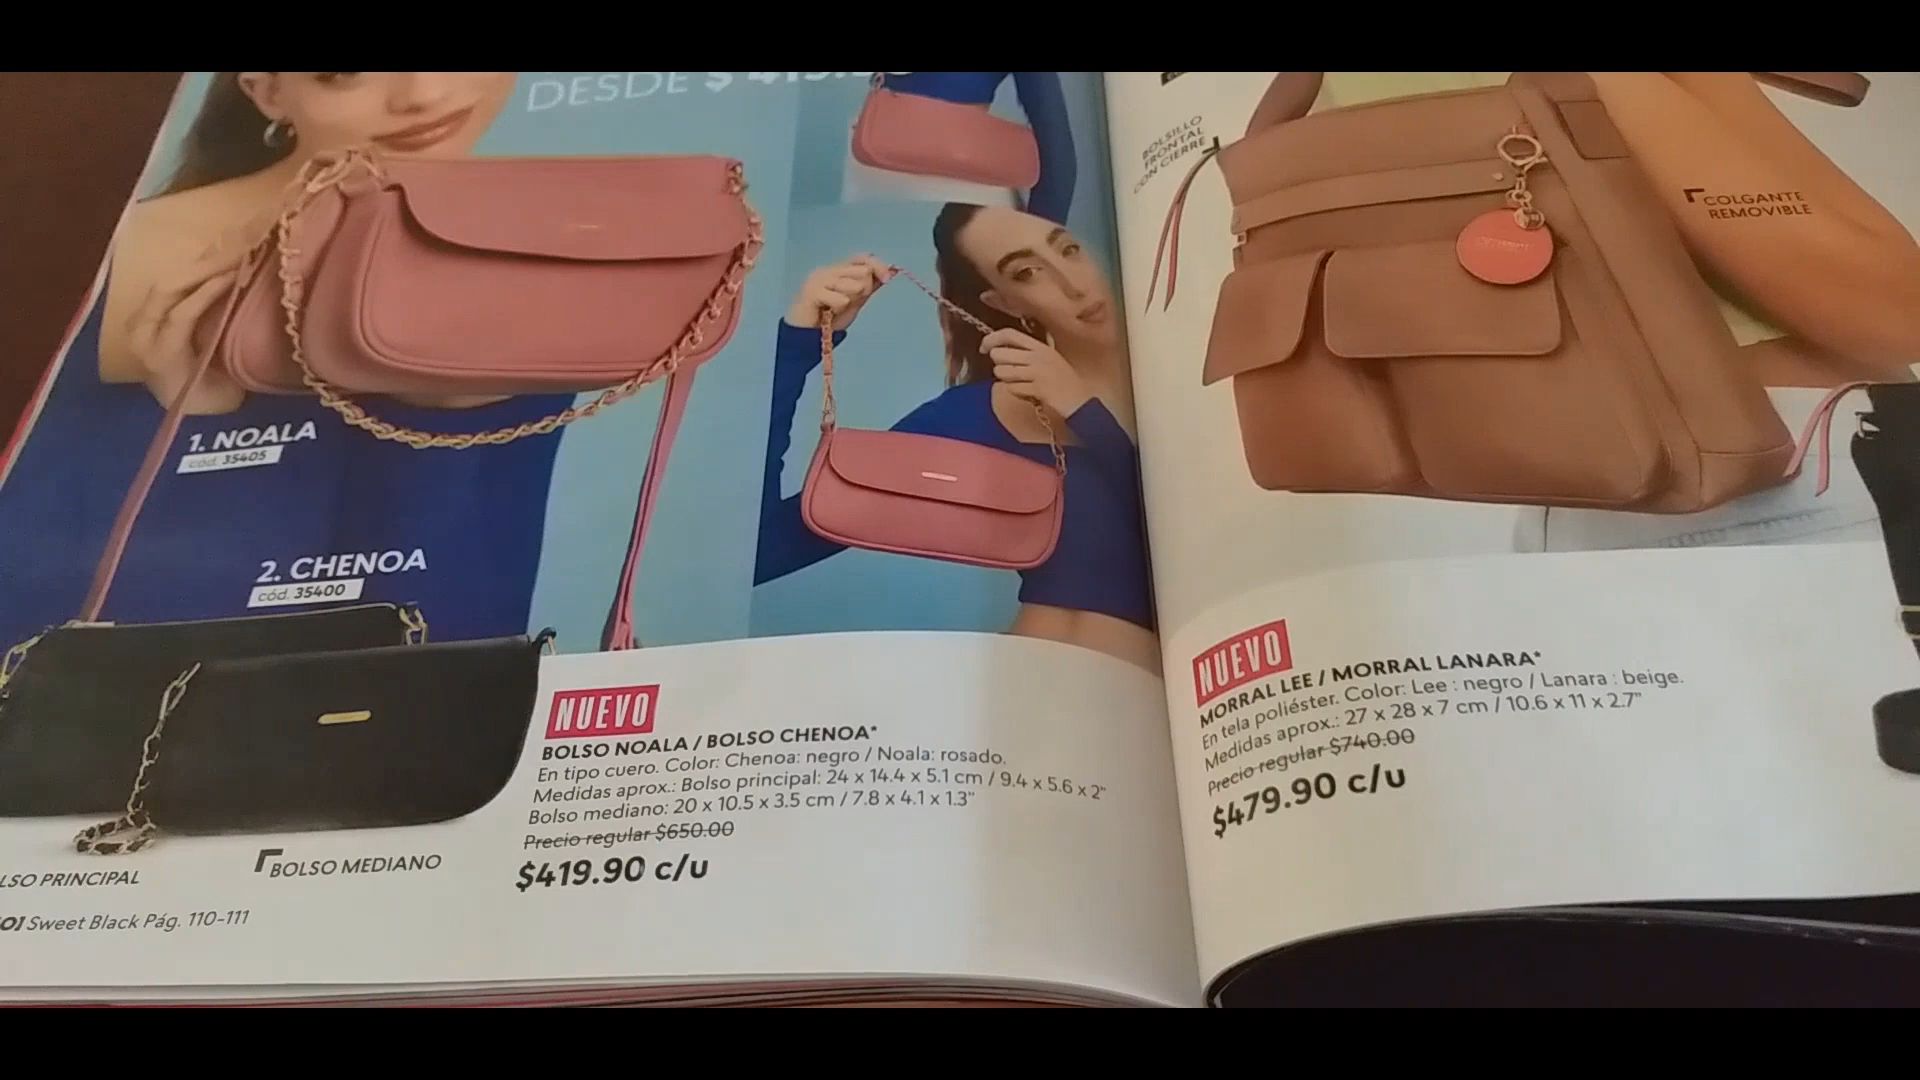 DESDE $
1. NOALA
cód. 35405
2. CHENOA
cód. 35400
NUEVO
BOLSO NOALA / BOLSO CHENOA*
En tipo cuero. Color: Chenoa: negro / Noala: rosado.
Medidas aprox.: Bolso principal: 24 x 14.4 x 5.1 cm / 9.4 x 5.6 x 2"
Bolso mediano: 20 x 10.5 x 3.5 cm / 7.8 x 4.1 x 1.3"
Precio regular $650.00
$419.90 c/u
PRINCIPAL
BOLSO MEDIANO
Sweet Black Pág. 110-111
BOLSILLO
FRONTAL
CON CIERRE
COLGANTE
REMOVIBLE
NUEVO
MORRAL LEE / MORRAL LANARA*
En tela poliéster. Color: Lee : negro / Lanara : beige.
Medidas aprox.: 27 x 28 x 7 cm / 10.6 x 11 x 2.7"
Precio regular $740.00
$479.90 c/u